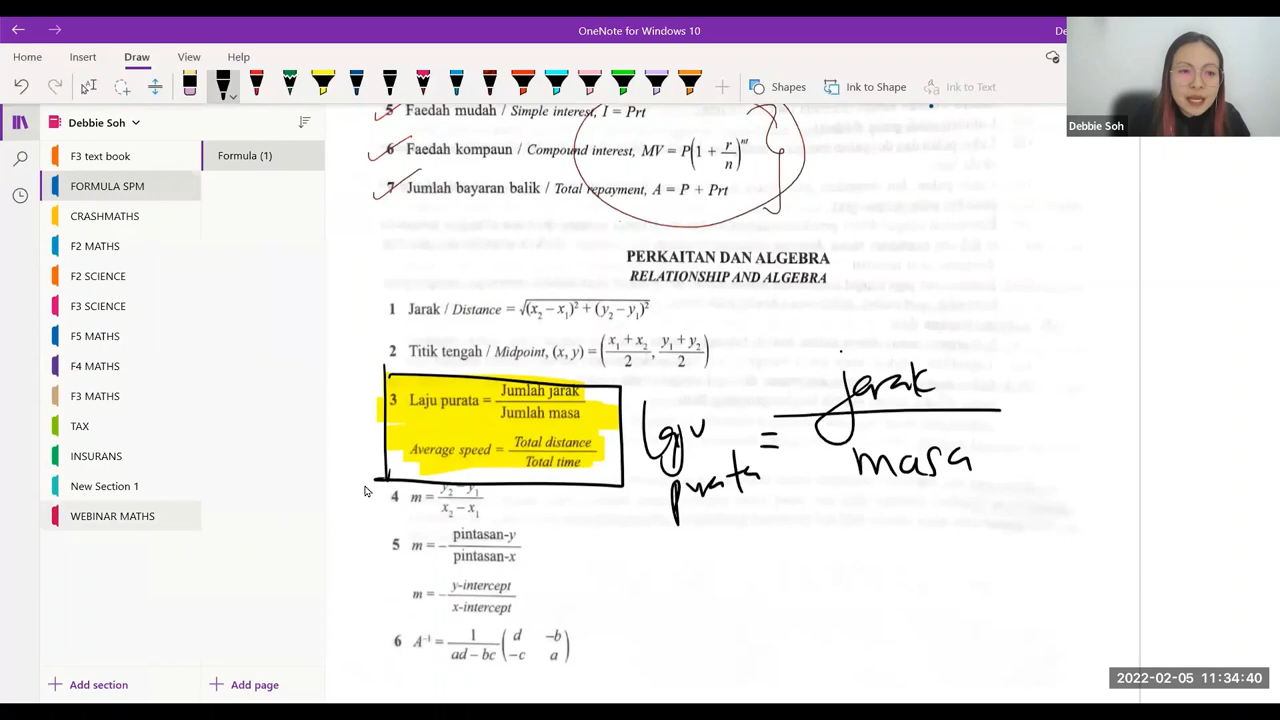 OneNote for Windows 10
De
Home Insert Draw View Help
Shapes Ink to Shape Ink to Text
Debbie Soh
Debbie Soh
F3 text book
FORMULA SPM
CRASHMATHS
F2 MATHS
F2 SCIENCE
F3 SCIENCE
F5 MATHS
F4 MATHS
F3 MATHS
TAX
INSURANS
New Section 1
WEBINAR MATHS
Add section
Formula (1)
Add page
5 Faedah mudah / Simple interest, I = Prt
6 Faedah kompaun / Compound interest, MV = P(1 + r/n)^nt
7 Jumlah bayaran balik / Total repayment, A = P + Prt
PERKAITAN DAN ALGEBRA
RELATIONSHIP AND ALGEBRA
1 Jarak / Distance = √(x₂ – x₁)² + (y₂ – y₁)²
2 Titik tengah / Midpoint, (x, y) = ( x₁ + x₂ / 2 , y₁ + y₂ / 2 )
3 Laju purata = Jumlah jarak / Jumlah masa
Average speed = Total distance / Total time
laju purata = jarak / masa
4 m = y₂ – y₁ / x₂ – x₁
5 m = – pintasan-y / pintasan-x
m = – y-intercept / x-intercept
6 A⁻¹ = 1 / ad – bc ( d –b –c a )
2022-02-05 11:34:40